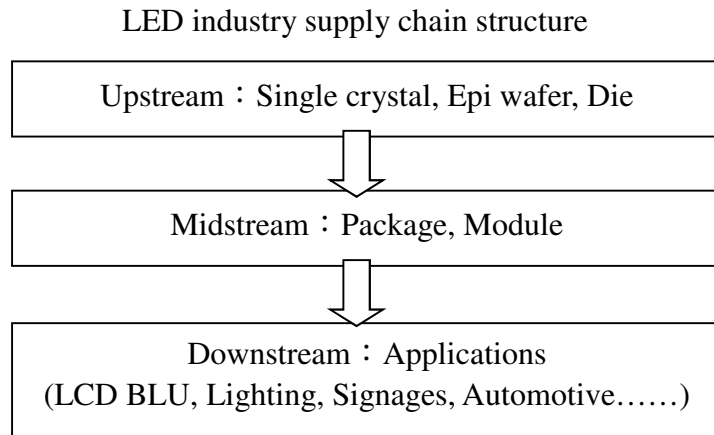 LED industry supply chain structure
Upstream：Single crystal, Epi wafer, Die
Midstream：Package, Module
Downstream：Applications
(LCD BLU, Lighting, Signages, Automotive……)